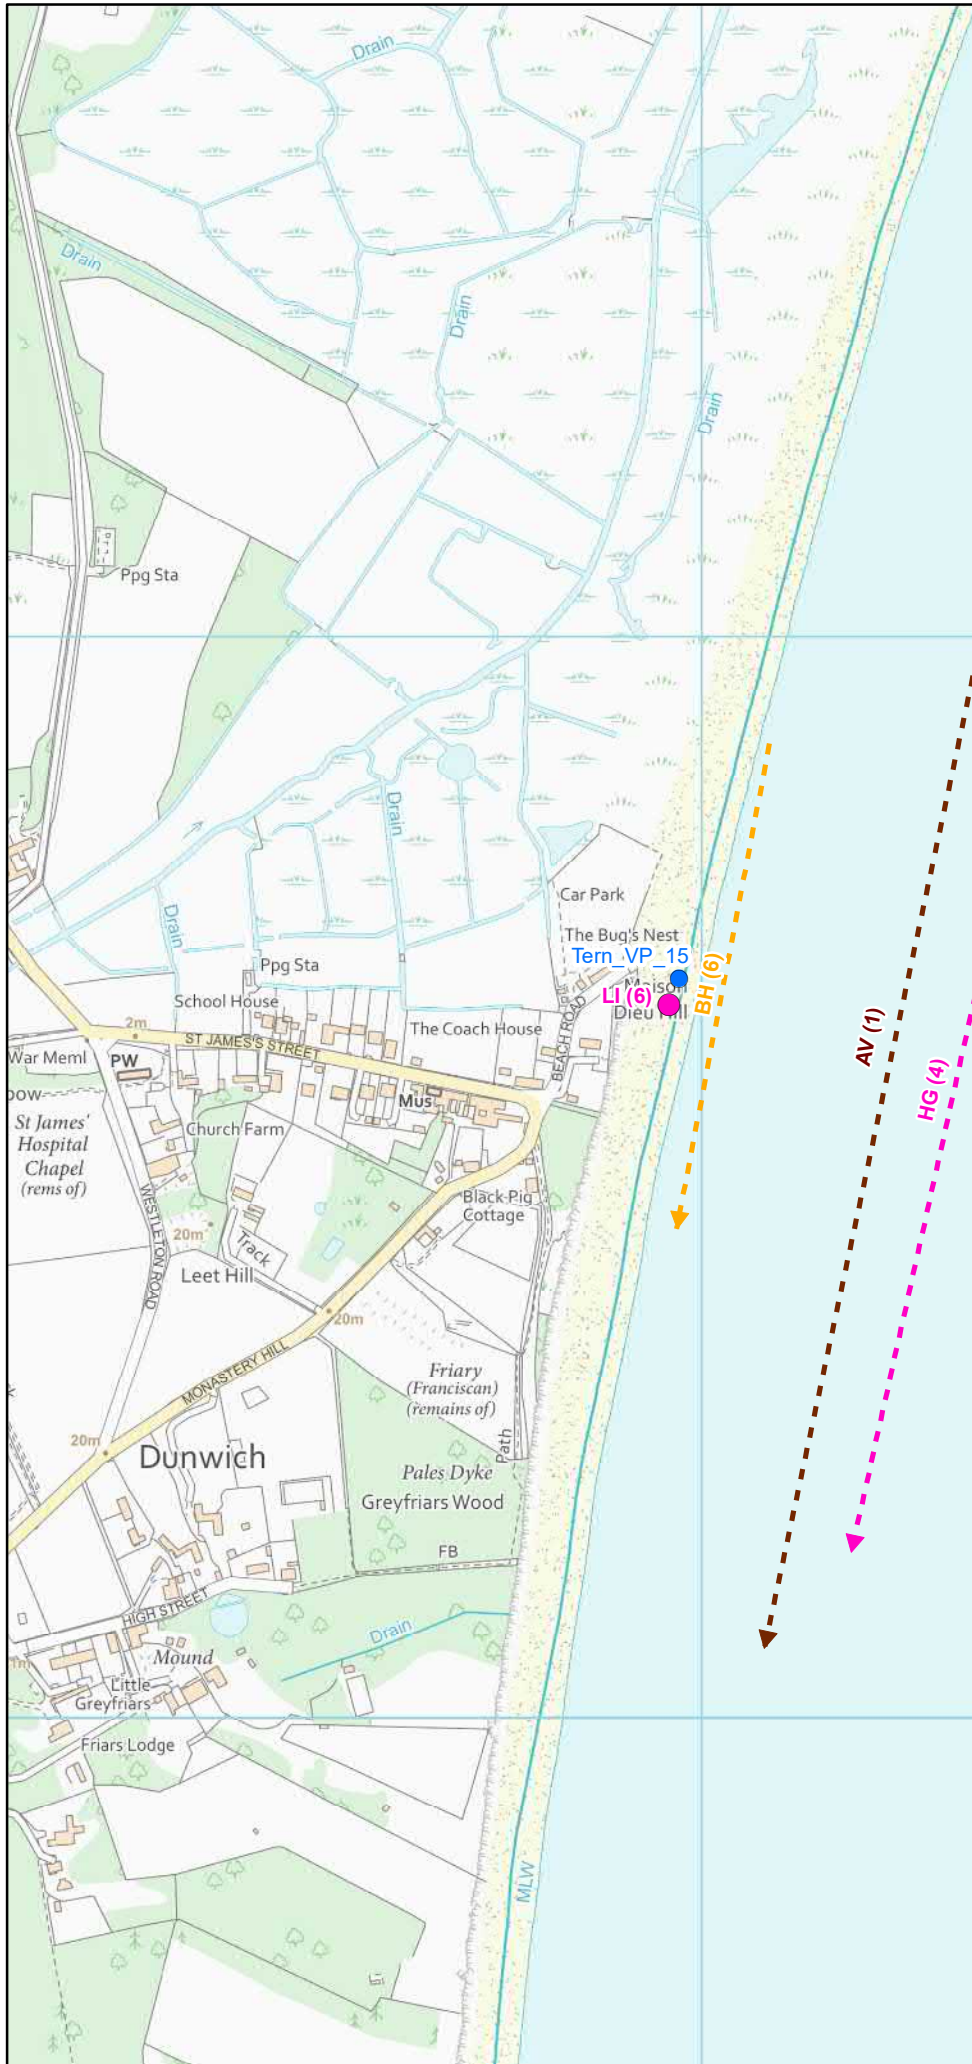 Drain
Drain
Drain
Drain
Ppg Sta
Drain
Car Park
The Bug's Nest
Tern_VP_15
Drain
Ppg Sta
Maison
Dieu Hill
LI (6)
BH (6)
School House
The Coach House
BEACH ROAD
AV (1)
HG (4)
2m
ST JAMES'S STREET
War Meml
PW
Mus
St James'
Hospital
Chapel
(rems of)
Church Farm
WESTLETON ROAD
Black Pig
Cottage
20m
Track
Leet Hill
20m
MONASTERY HILL
Friary
(Franciscan)
(remains of)
Path
20m
Dunwich
Pales Dyke
Greyfriars Wood
FB
HIGH STREET
Drain
Mound
Little
Greyfriars
Friars Lodge
MLW